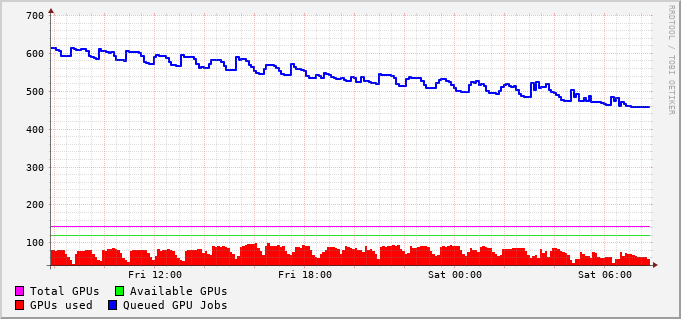 700
600
500
400
300
200
100
Fri 12:00 Fri 18:00 Sat 00:00 Sat 06:00
Total GPUs Available GPUs
GPUs used Queued GPU Jobs
RRDTOOL / TOBI OETIKER